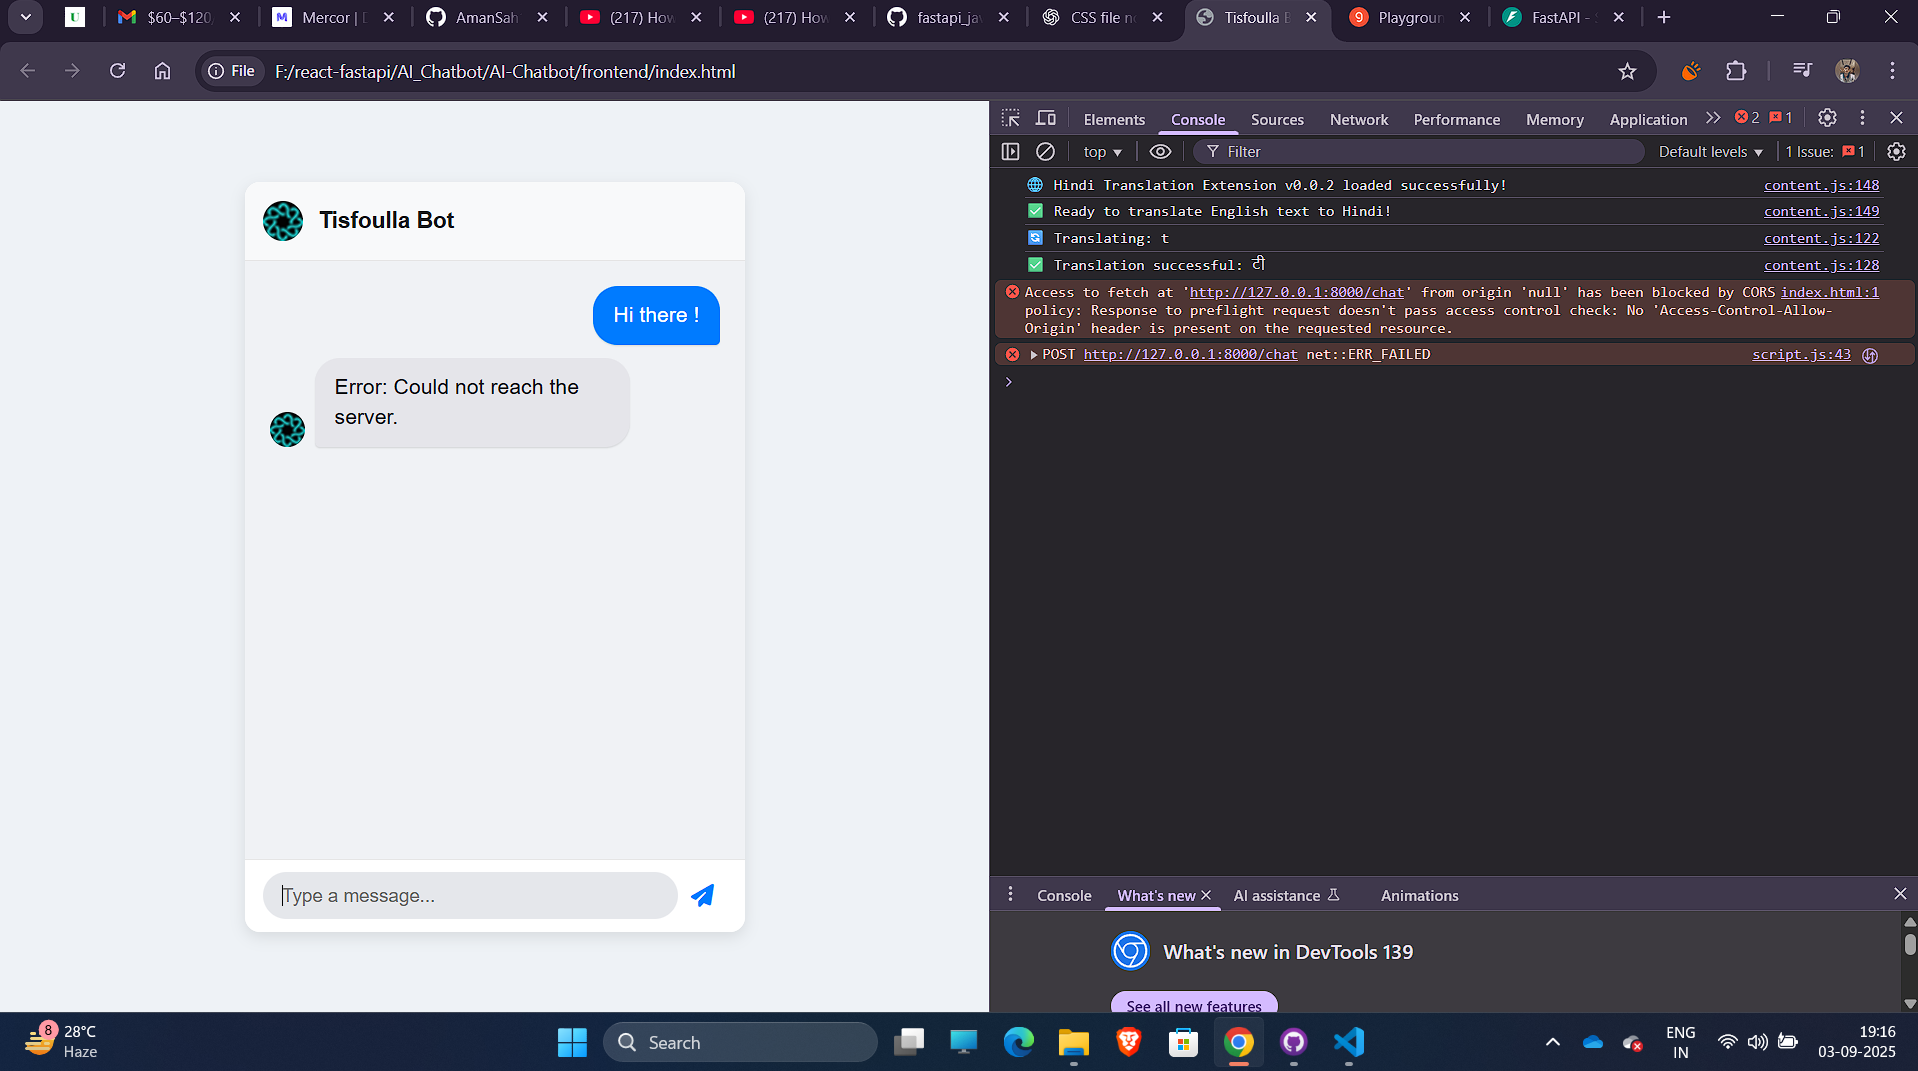 U
$60–$120
Mercor |
AmanSah
(217) How
(217) How
fastapi_jav
CSS file no
Tisfoulla B
9
Playgroun
FastAPI -
File
F:/react-fastapi/AI_Chatbot/AI-Chatbot/frontend/index.html
Tisfoulla Bot
Hi there !
Error: Could not reach the
server.
Type a message...
Elements
Console
Sources
Network
Performance
Memory
Application
2
1
top
Filter
Default levels
1 Issue:
1
Hindi Translation Extension v0.0.2 loaded successfully!
content.js:148
Ready to translate English text to Hindi!
content.js:149
Translating: t
content.js:122
Translation successful: टी
content.js:128
Access to fetch at 'http://127.0.0.1:8000/chat' from origin 'null' has been blocked by CORS
index.html:1
policy: Response to preflight request doesn't pass access control check: No 'Access-Control-Allow-
Origin' header is present on the requested resource.
POST http://127.0.0.1:8000/chat net::ERR_FAILED
script.js:43
Console
What's new
AI assistance
Animations
What's new in DevTools 139
See all new features
8
28°C
Haze
Search
ENG
IN
19:16
03-09-2025